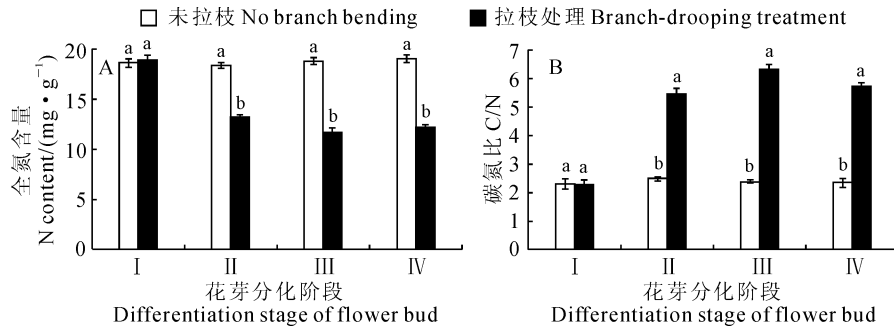 未拉枝 No branch bending
拉枝处理 Branch-drooping treatment
A
全氮含量
N content/(mg·g⁻¹)
20
15
10
5
0
a a
a
b
a
b
a
b
I II III IV
花芽分化阶段
Differentiation stage of flower bud
B
碳氮比 C/N
7
6
5
4
3
2
1
0
a a
b
a
b
a
b
a
I II III IV
花芽分化阶段
Differentiation stage of flower bud